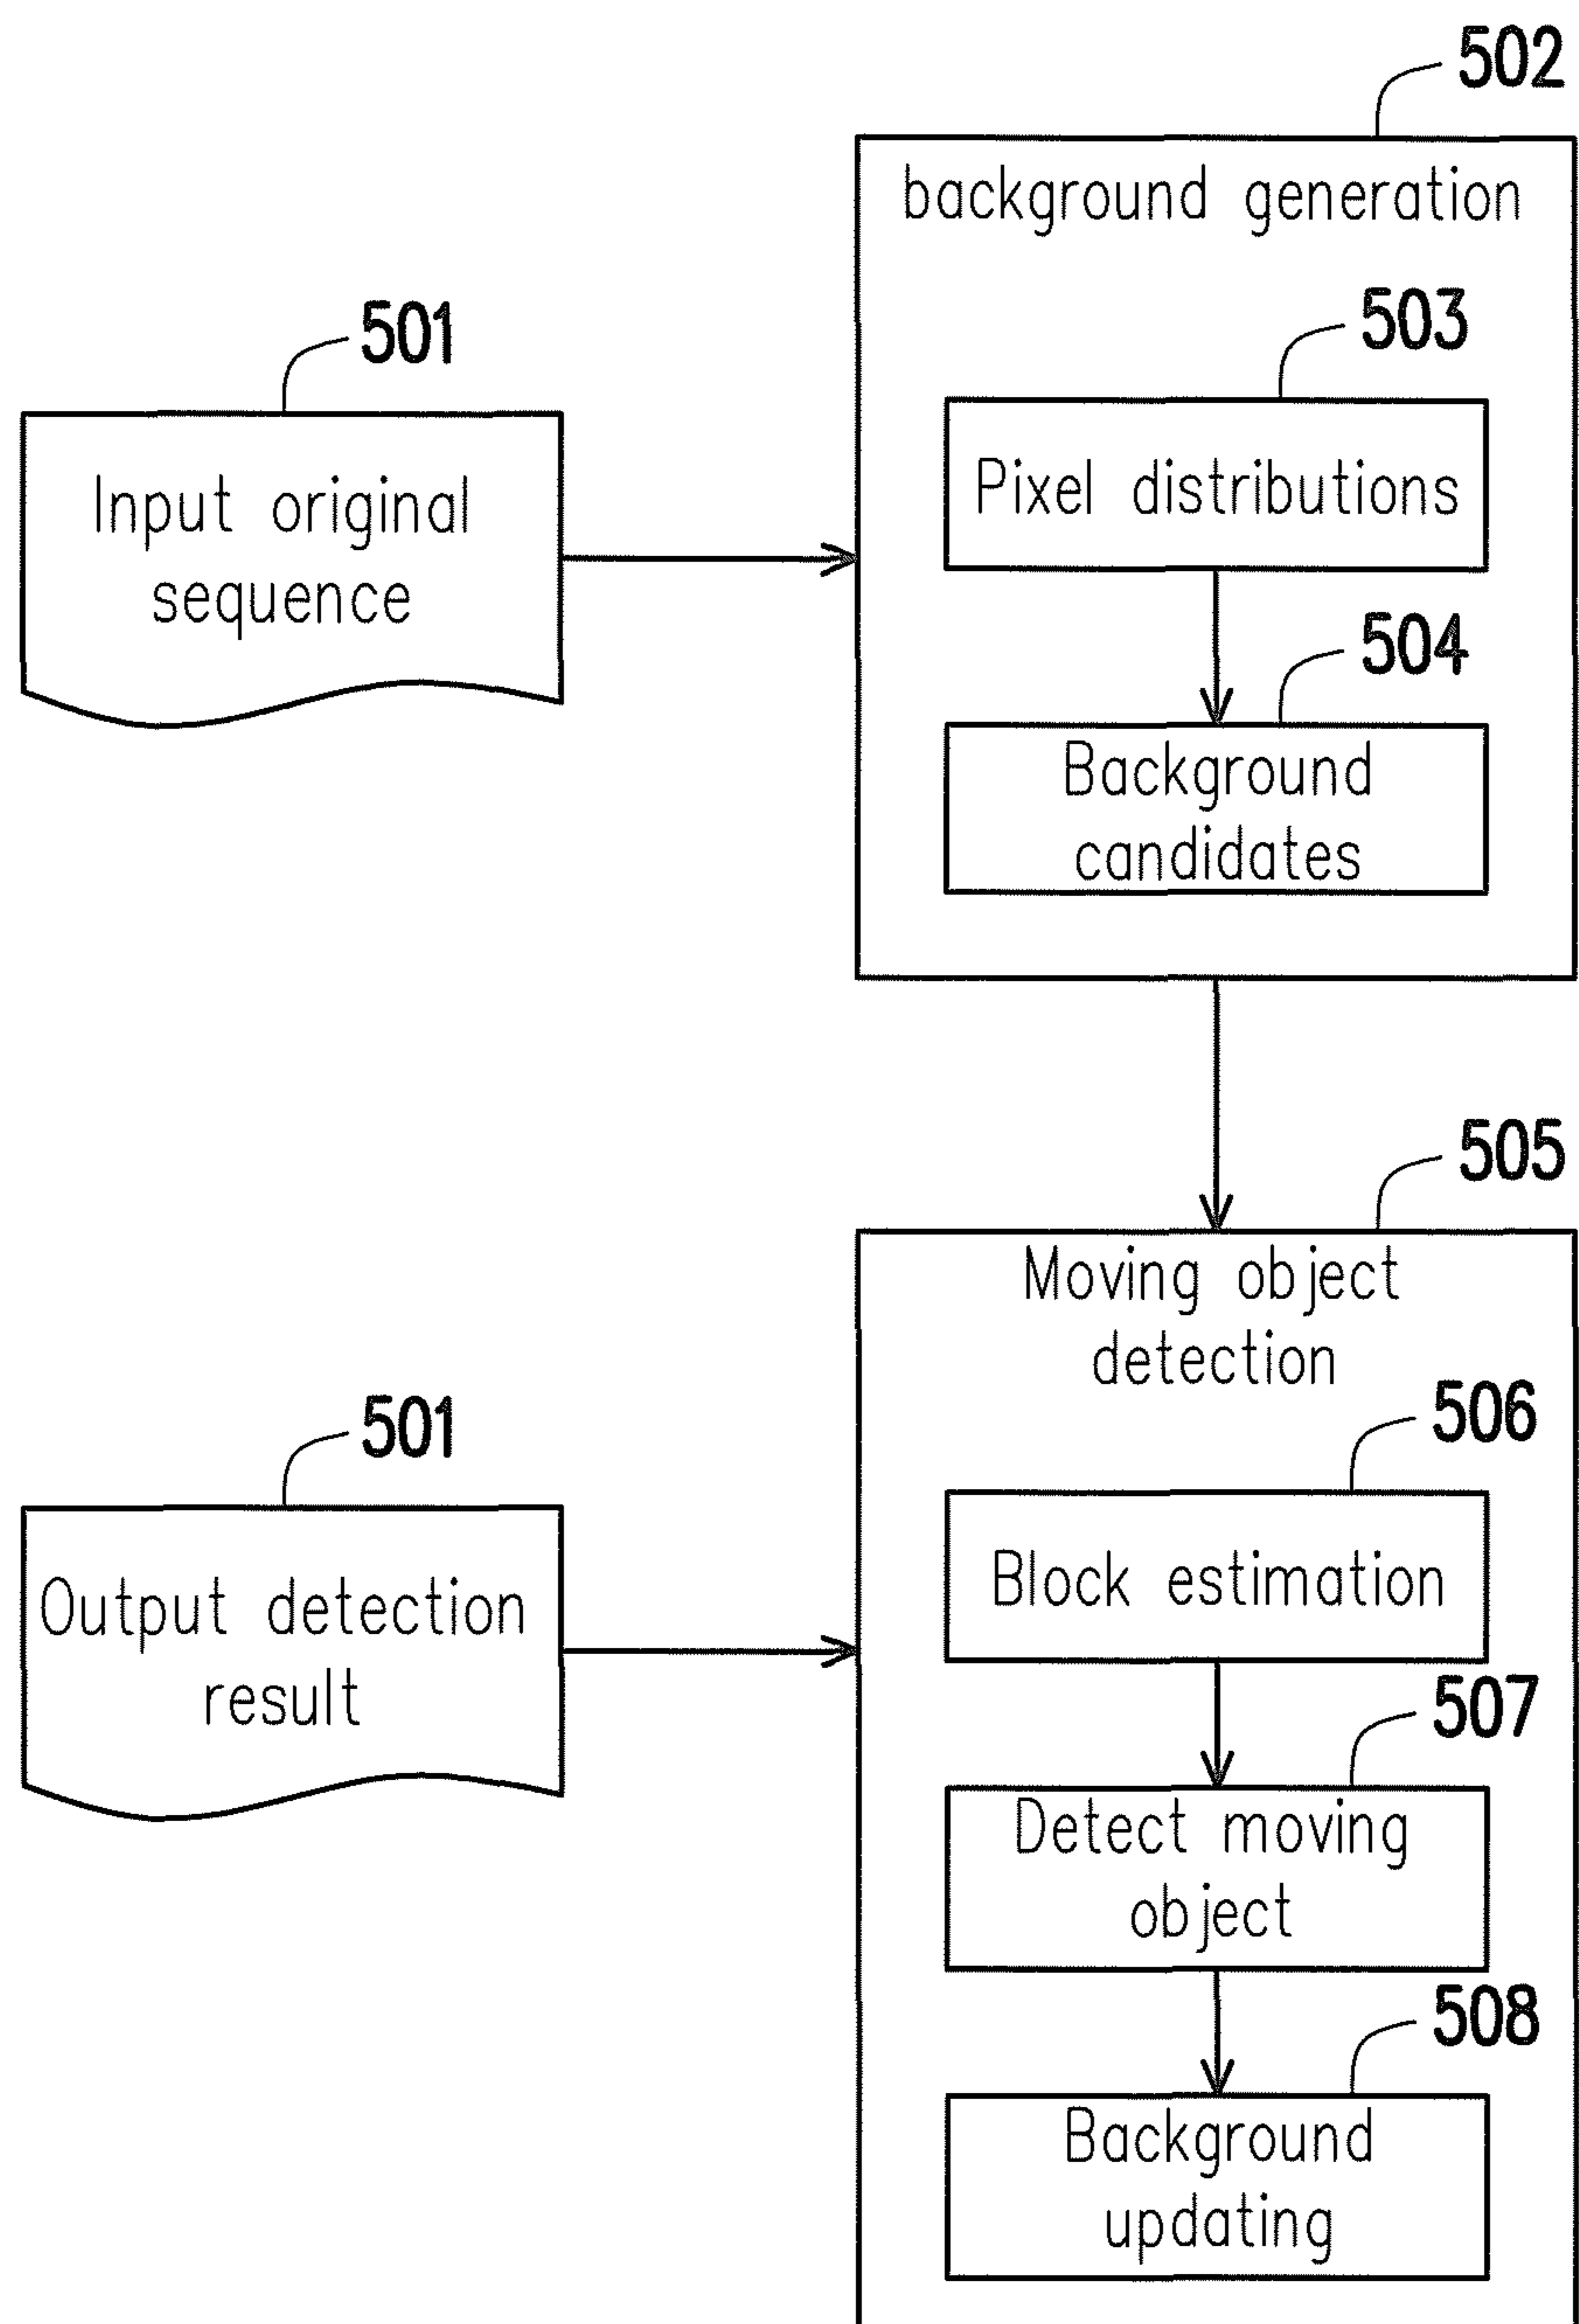 502
background generation
501
Input original
sequence
503
Pixel distributions
504
Background
candidates
505
Moving object
detection
501
Output detection
result
506
Block estimation
507
Detect moving
object
508
Background
updating